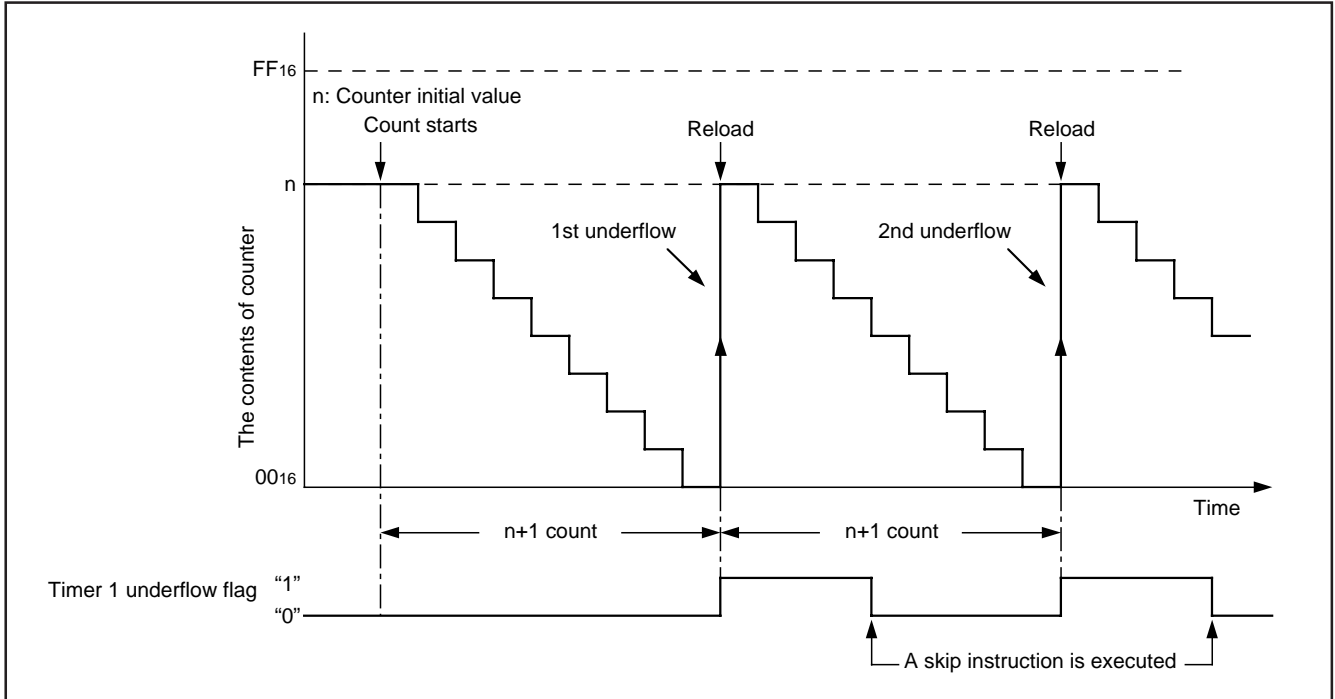 FF16
n: Counter initial value
Count starts
Reload
Reload
n
1st underflow
2nd underflow
The contents of counter
0016
Time
n+1 count
n+1 count
Timer 1 underflow flag
“1”
“0”
A skip instruction is executed